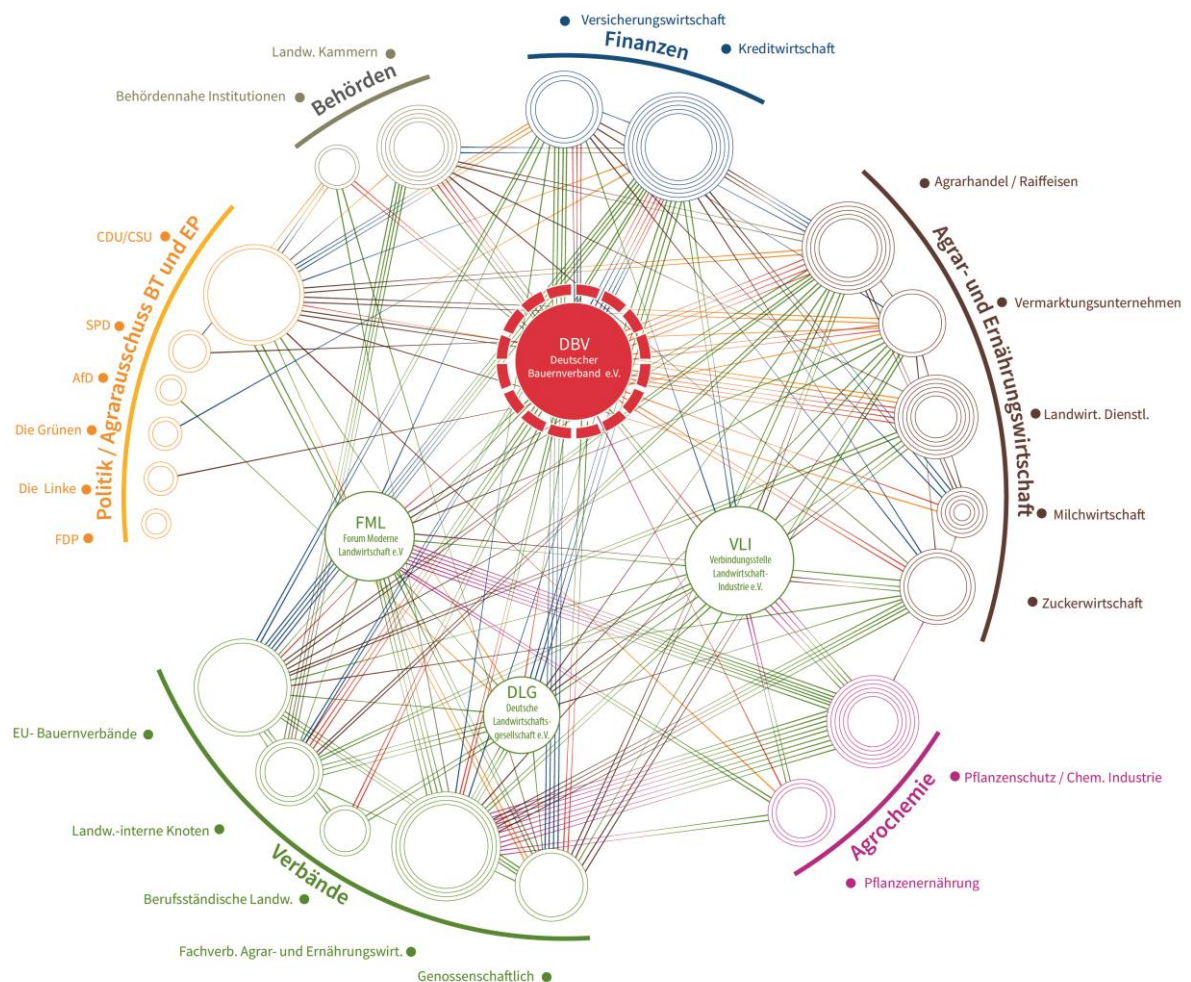 Versicherungswirtschaft
Finanzen
Kreditwirtschaft
Landw. Kammern
Behörden
Behördennahe Institutionen
Agrarhandel / Raiffeisen
Agrar- und Ernährungswirtschaft
Vermarktungsunternehmen
Landwirt. Dienstl.
Milchwirtschaft
Zuckerwirtschaft
CDU/CSU
Politik / Agrarausschuss BT und EP
SPD
AfD
Die Grünen
Die Linke
FDP
DBV
Deutscher
Bauernverband e.V.
FML
Forum Moderne
Landwirtschaft e.V
VLI
Verbindungsstelle
Landwirtschaft-
Industrie e.V.
DLG
Deutsche
Landwirtschafts-
gesellschaft e.V.
EU- Bauernverbände
Landw.-interne Knoten
Verbände
Berufsständische Landw.
Fachverb. Agrar- und Ernährungswirt.
Genossenschaftlich
Pflanzenschutz / Chem. Industrie
Agrochemie
Pflanzenernährung